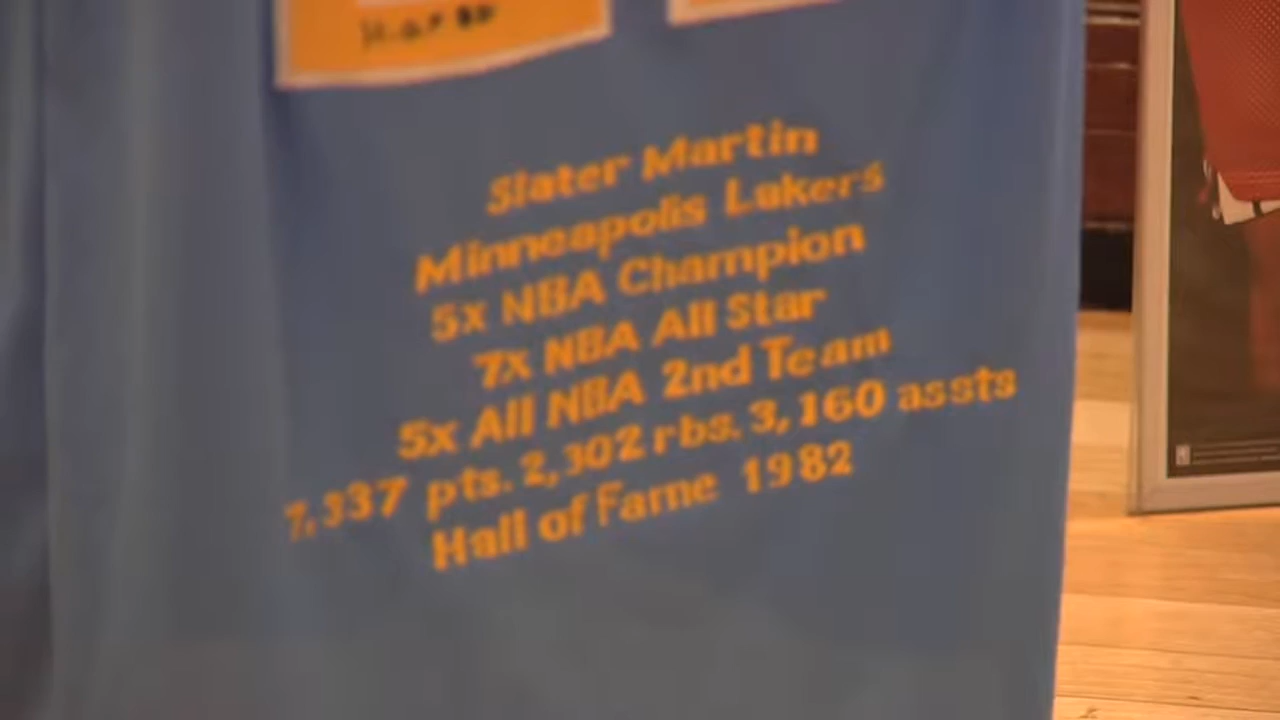 Slater Martin
Minneapolis Lakers
5x NBA Champion
7x NBA All Star
5x All NBA 2nd Team
7,337 pts. 2,302 rbs. 3,160 assts
Hall of Fame 1982